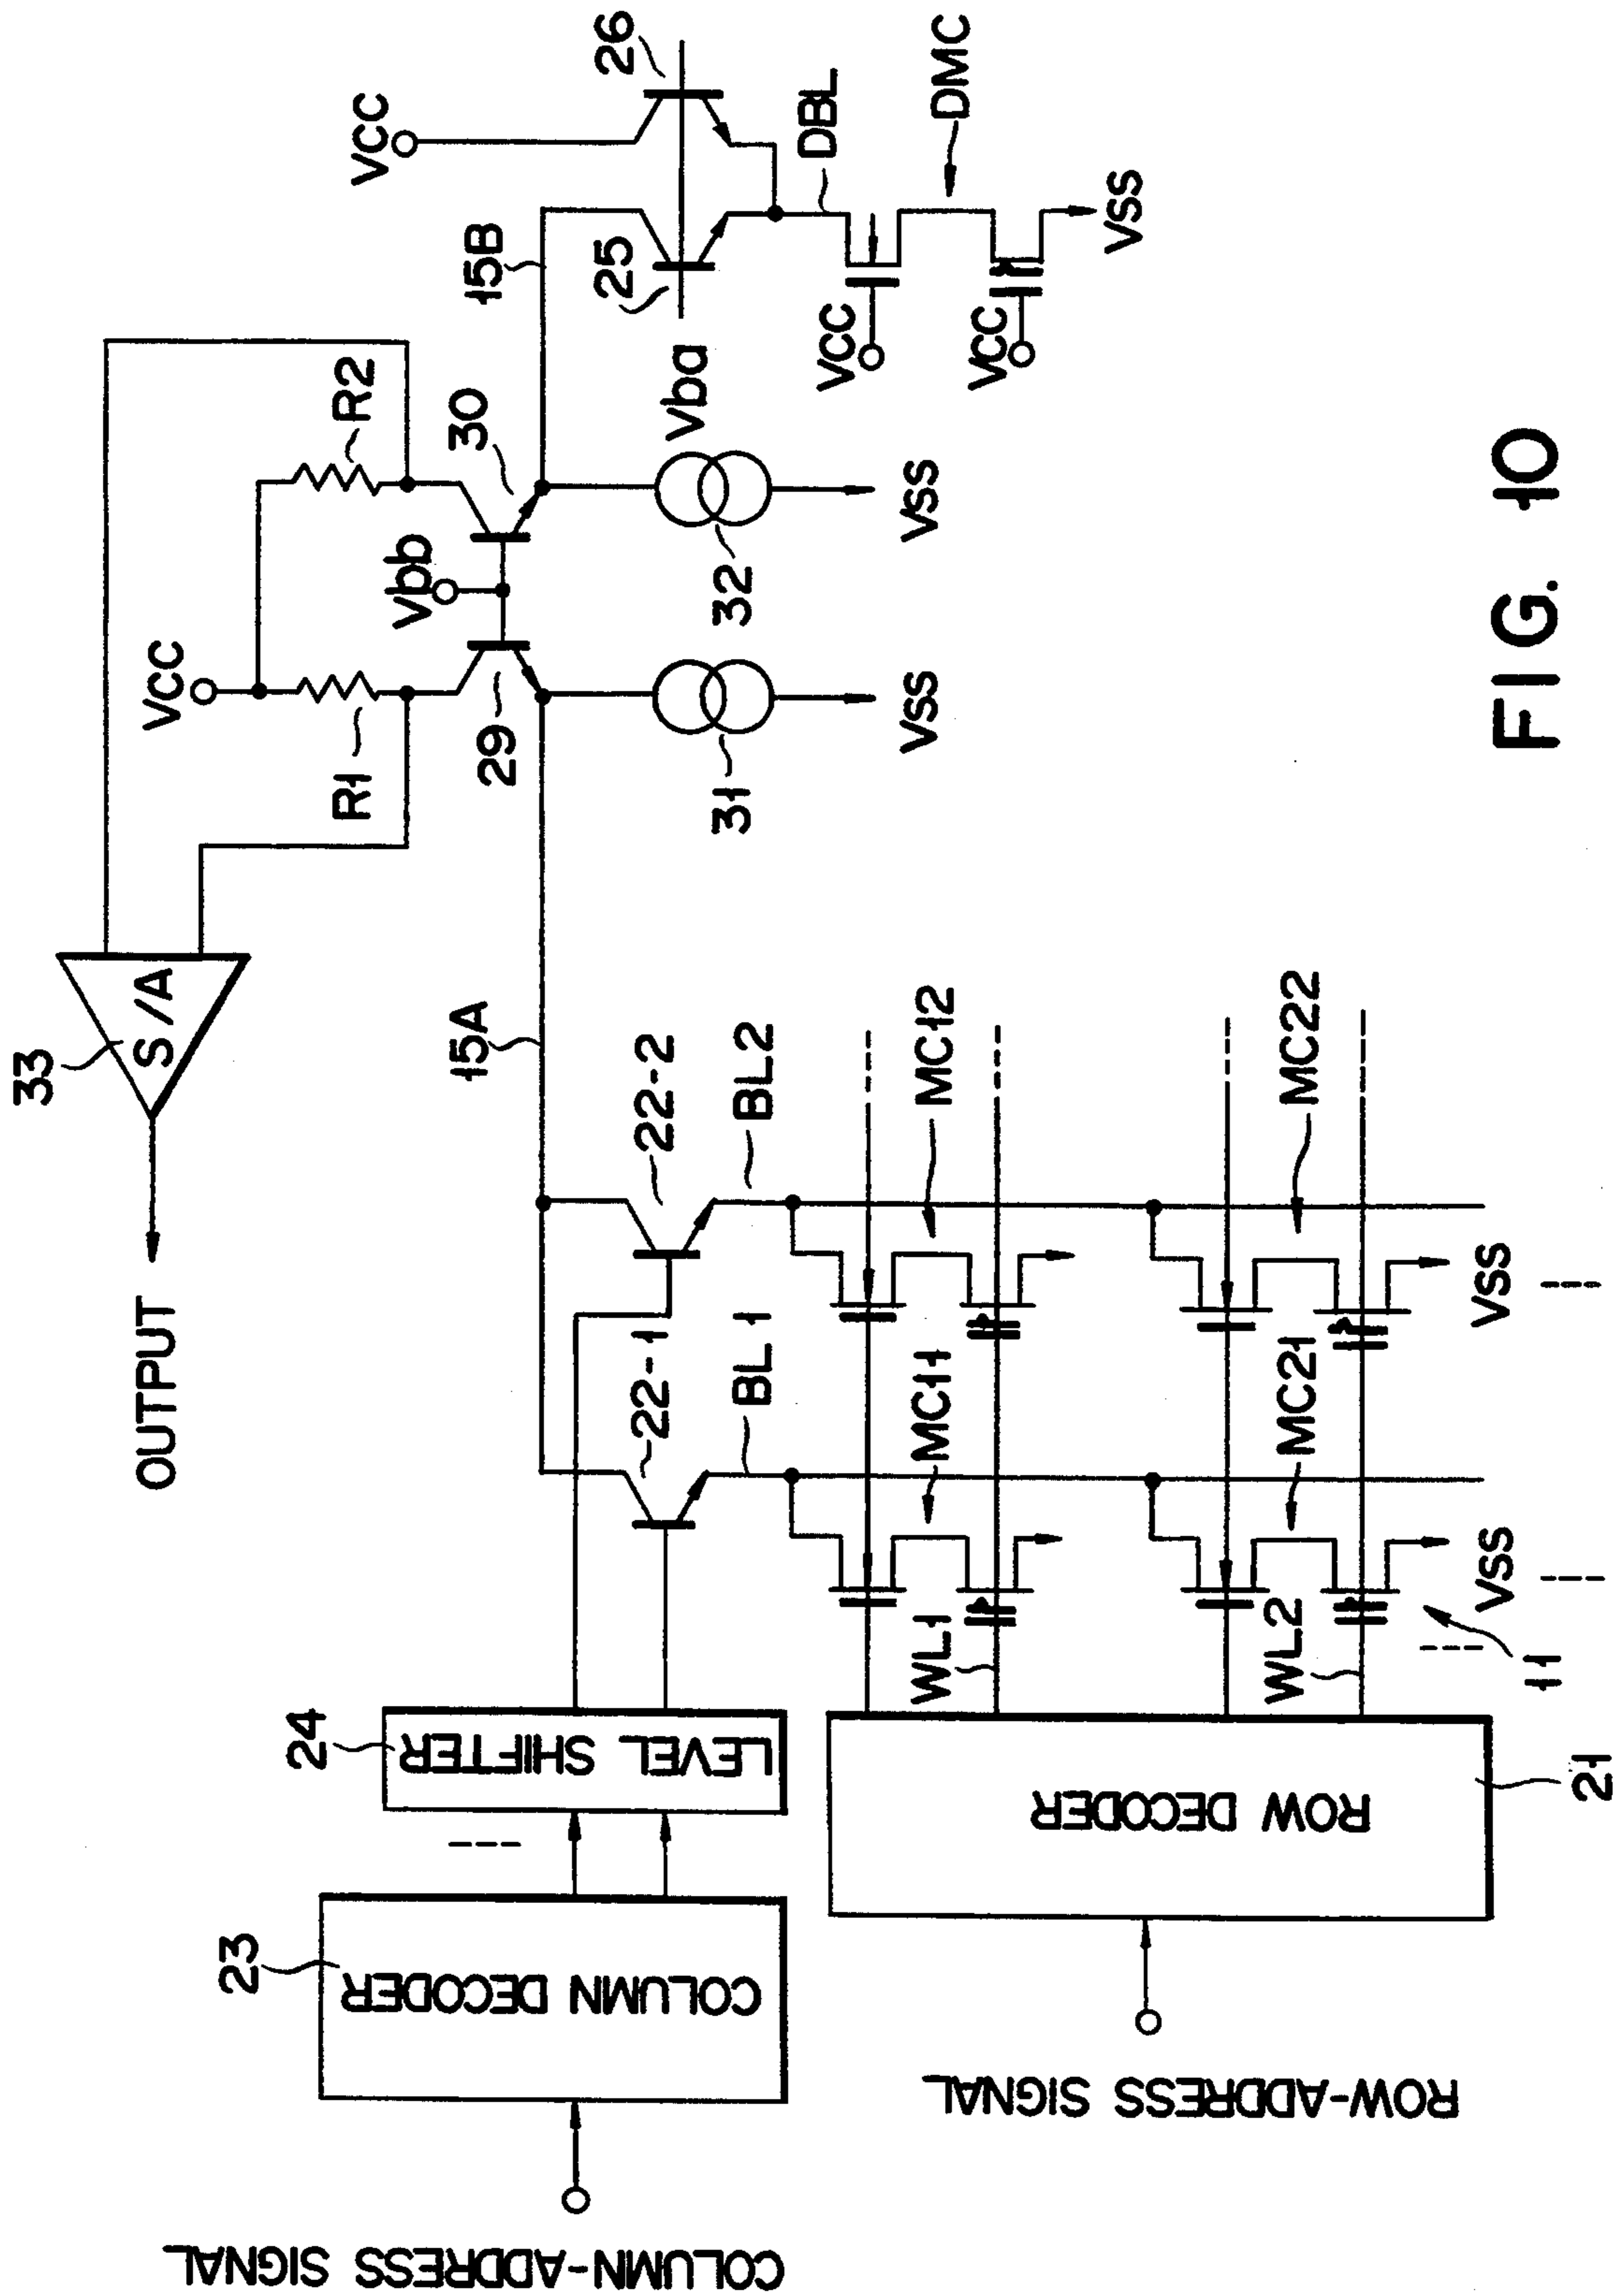 33
S/A
OUTPUT
VCC
R1
R2
Vbb
29
30
31
32
VSS
VSS
15A
15B
VCC
25
26
Vba
DBL
VCC
VCC
DMC
VSS
23
COLUMN DECODER
COLUMN-ADDRESS SIGNAL
24
LEVEL SHIFTER
22-1
22-2
BL1
BL2
MC11
MC12
WL1
MC21
MC22
WL2
VSS
VSS
11
ROW DECODER
21
ROW-ADDRESS SIGNAL
FIG. 10